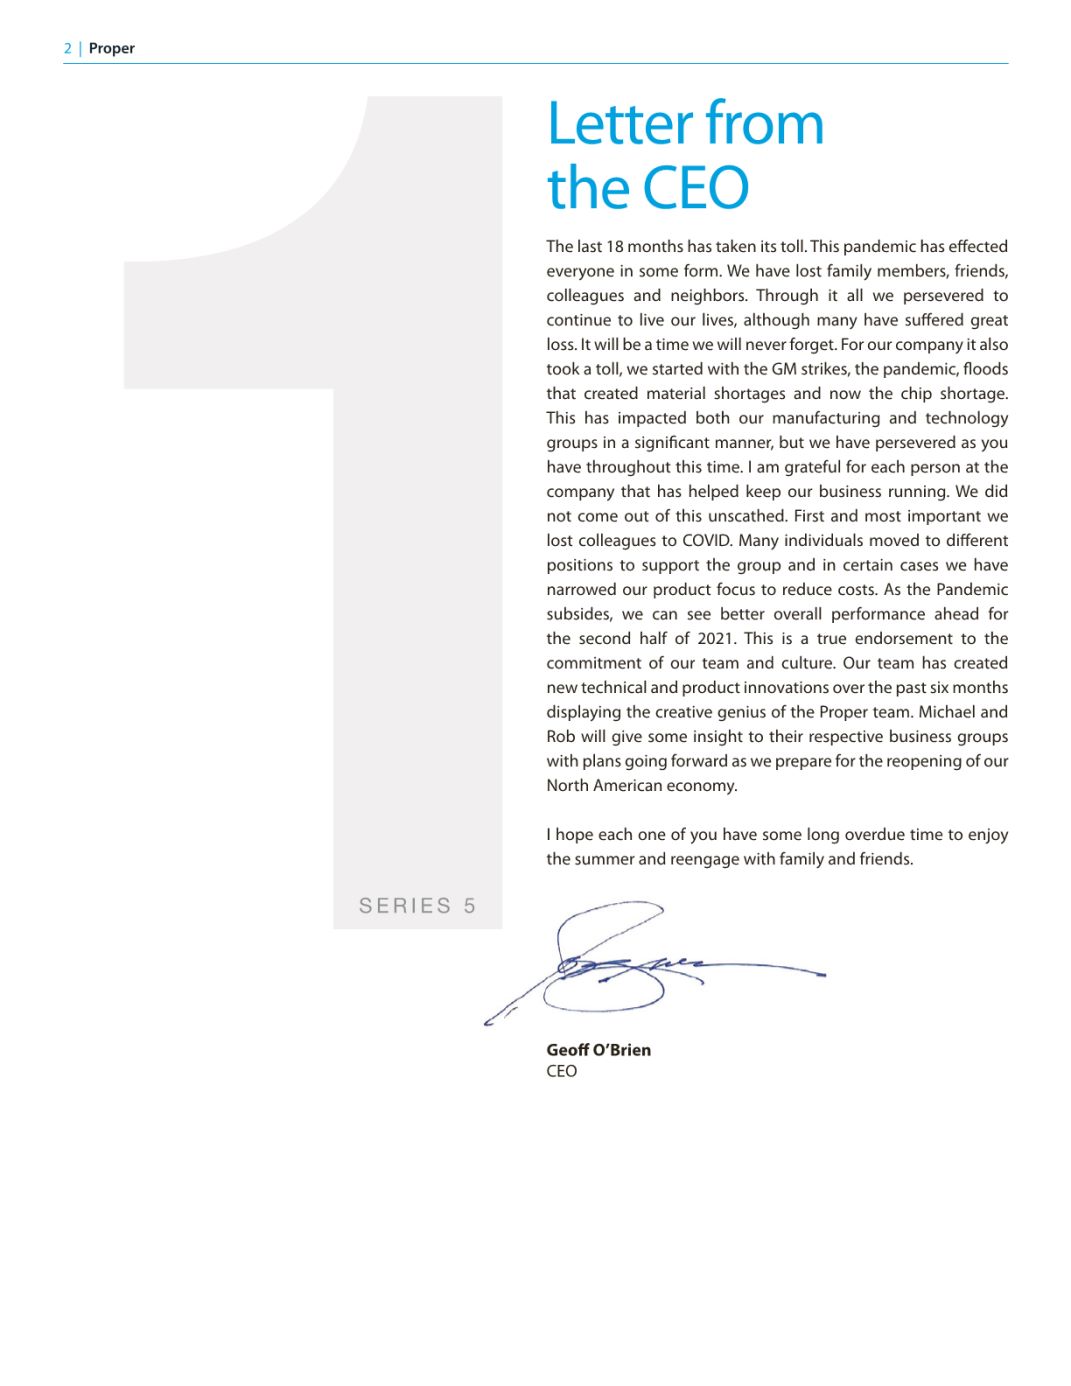 2 | Proper
Letter from
the CEO
The last 18 months has taken its toll. This pandemic has effected
everyone in some form. We have lost family members, friends,
colleagues and neighbors. Through it all we persevered to
continue to live our lives, although many have suffered great
loss. It will be a time we will never forget. For our company it also
took a toll, we started with the GM strikes, the pandemic, floods
that created material shortages and now the chip shortage.
This has impacted both our manufacturing and technology
groups in a significant manner, but we have persevered as you
have throughout this time. I am grateful for each person at the
company that has helped keep our business running. We did
not come out of this unscathed. First and most important we
lost colleagues to COVID. Many individuals moved to different
positions to support the group and in certain cases we have
narrowed our product focus to reduce costs. As the Pandemic
subsides, we can see better overall performance ahead for
the second half of 2021. This is a true endorsement to the
commitment of our team and culture. Our team has created
new technical and product innovations over the past six months
displaying the creative genius of the Proper team. Michael and
Rob will give some insight to their respective business groups
with plans going forward as we prepare for the reopening of our
North American economy.
I hope each one of you have some long overdue time to enjoy
the summer and reengage with family and friends.
1
SERIES 5
Geoff O’Brien
CEO